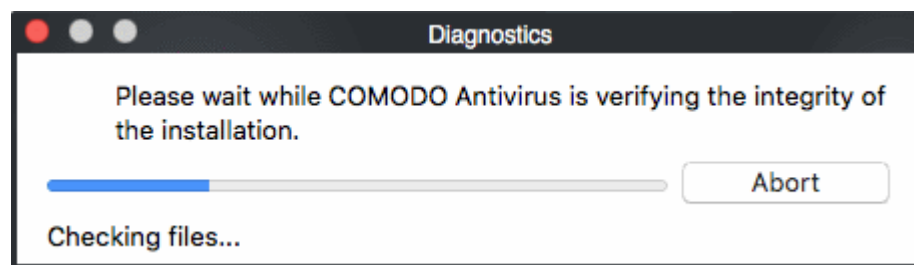 Diagnostics
Please wait while COMODO Antivirus is verifying the integrity of
the installation.
Abort
Checking files...